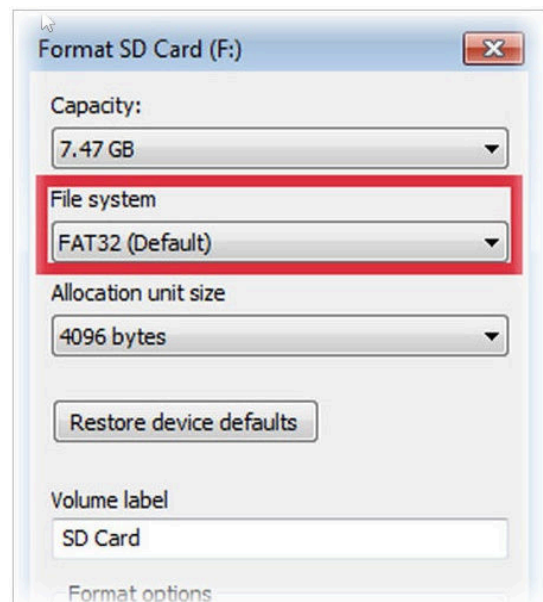 Format SD Card (F:)
Capacity:
7.47 GB
File system
FAT32 (Default)
Allocation unit size
4096 bytes
Restore device defaults
Volume label
SD Card
Format options